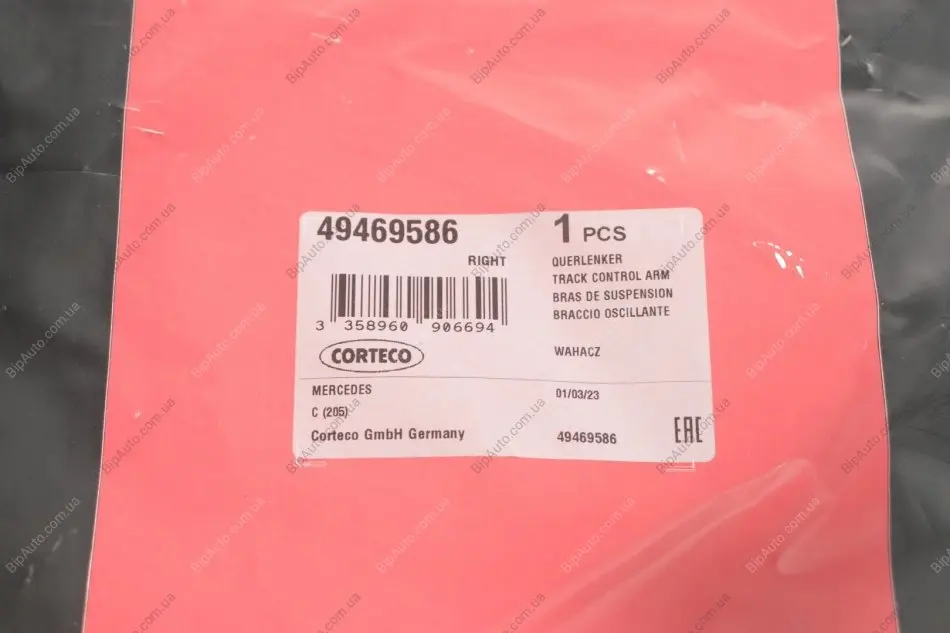 49469586
1 PCS
RIGHT
QUERLENKER
TRACK CONTROL ARM
BRAS DE SUSPENSION
BRACCIO OSCILLANTE
3 358960 906694
CORTECO
WAHACZ
MERCEDES
01/03/23
C (205)
Corteco GmbH Germany
49469586
EAC
BipAuto.com.ua